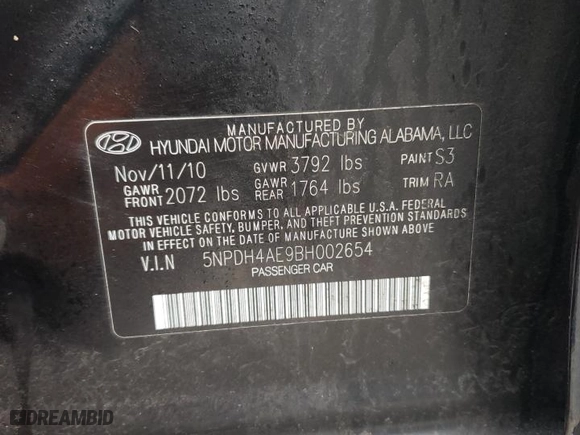 MANUFACTURED BY
HYUNDAI MOTOR MANUFACTURING ALABAMA, LLC
Nov/11/10 GVWR 3792 lbs PAINT S3
GAWR FRONT 2072 lbs GAWR REAR 1764 lbs TRIM RA
THIS VEHICLE CONFORMS TO ALL APPLICABLE U.S.A. FEDERAL
MOTOR VEHICLE SAFETY, BUMPER, AND THEFT PREVENTION STANDARDS
IN EFFECT ON THE DATE OF MANUFACTURE SHOWN ABOVE.
V.I.N 5NPDH4AE9BH002654
PASSENGER CAR
DREAMBID